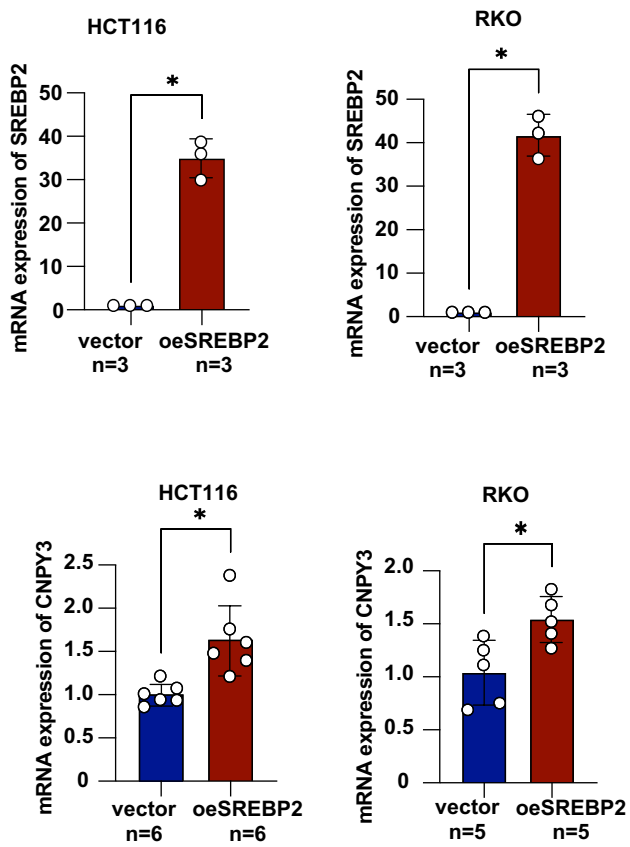 HCT116
*
mRNA expression of SREBP2
50
40
30
20
10
0
vector oeSREBP2
n=3 n=3
RKO
*
mRNA expression of SREBP2
50
40
30
20
10
0
vector oeSREBP2
n=3 n=3
HCT116
*
mRNA expression of CNPY3
2.5
2.0
1.5
1.0
0.5
0
vector oeSREBP2
n=6 n=6
RKO
*
mRNA expression of CNPY3
2.0
1.5
1.0
0.5
0
vector oeSREBP2
n=5 n=5